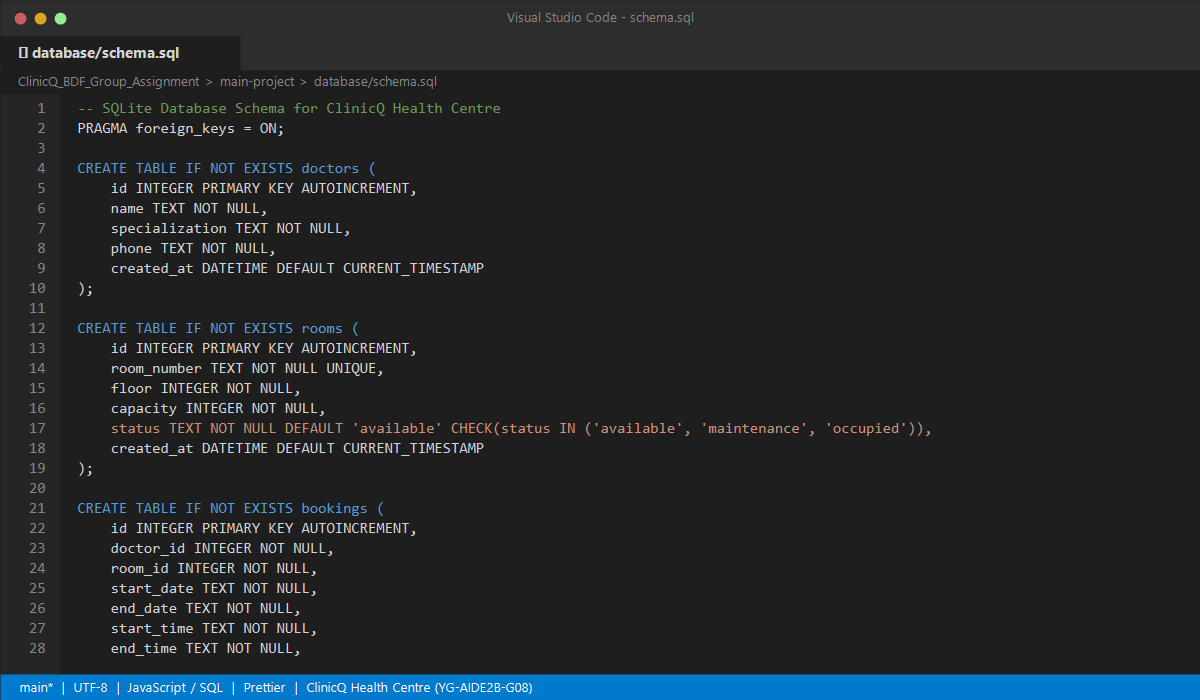 Visual Studio Code - schema.sql
[] database/schema.sql
ClinicQ_BDF_Group_Assignment > main-project > database/schema.sql
1 -- SQLite Database Schema for ClinicQ Health Centre
2 PRAGMA foreign_keys = ON;
3
4 CREATE TABLE IF NOT EXISTS doctors (
5 id INTEGER PRIMARY KEY AUTOINCREMENT,
6 name TEXT NOT NULL,
7 specialization TEXT NOT NULL,
8 phone TEXT NOT NULL,
9 created_at DATETIME DEFAULT CURRENT_TIMESTAMP
10 );
11
12 CREATE TABLE IF NOT EXISTS rooms (
13 id INTEGER PRIMARY KEY AUTOINCREMENT,
14 room_number TEXT NOT NULL UNIQUE,
15 floor INTEGER NOT NULL,
16 capacity INTEGER NOT NULL,
17 status TEXT NOT NULL DEFAULT 'available' CHECK(status IN ('available', 'maintenance', 'occupied')),
18 created_at DATETIME DEFAULT CURRENT_TIMESTAMP
19 );
20
21 CREATE TABLE IF NOT EXISTS bookings (
22 id INTEGER PRIMARY KEY AUTOINCREMENT,
23 doctor_id INTEGER NOT NULL,
24 room_id INTEGER NOT NULL,
25 start_date TEXT NOT NULL,
26 end_date TEXT NOT NULL,
27 start_time TEXT NOT NULL,
28 end_time TEXT NOT NULL,
main* | UTF-8 | JavaScript / SQL | Prettier | ClinicQ Health Centre (YG-AIDE2B-G08)